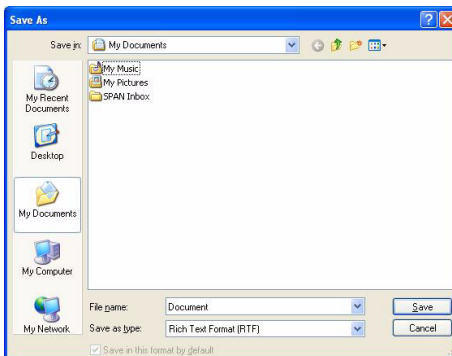 Save As
Save in: My Documents
My Recent
Documents
Desktop
My Documents
My Computer
My Network
My Music
My Pictures
SPAN Inbox
File name: Document Save
Save as type: Rich Text Format (RTF) Cancel
Save in this format by default